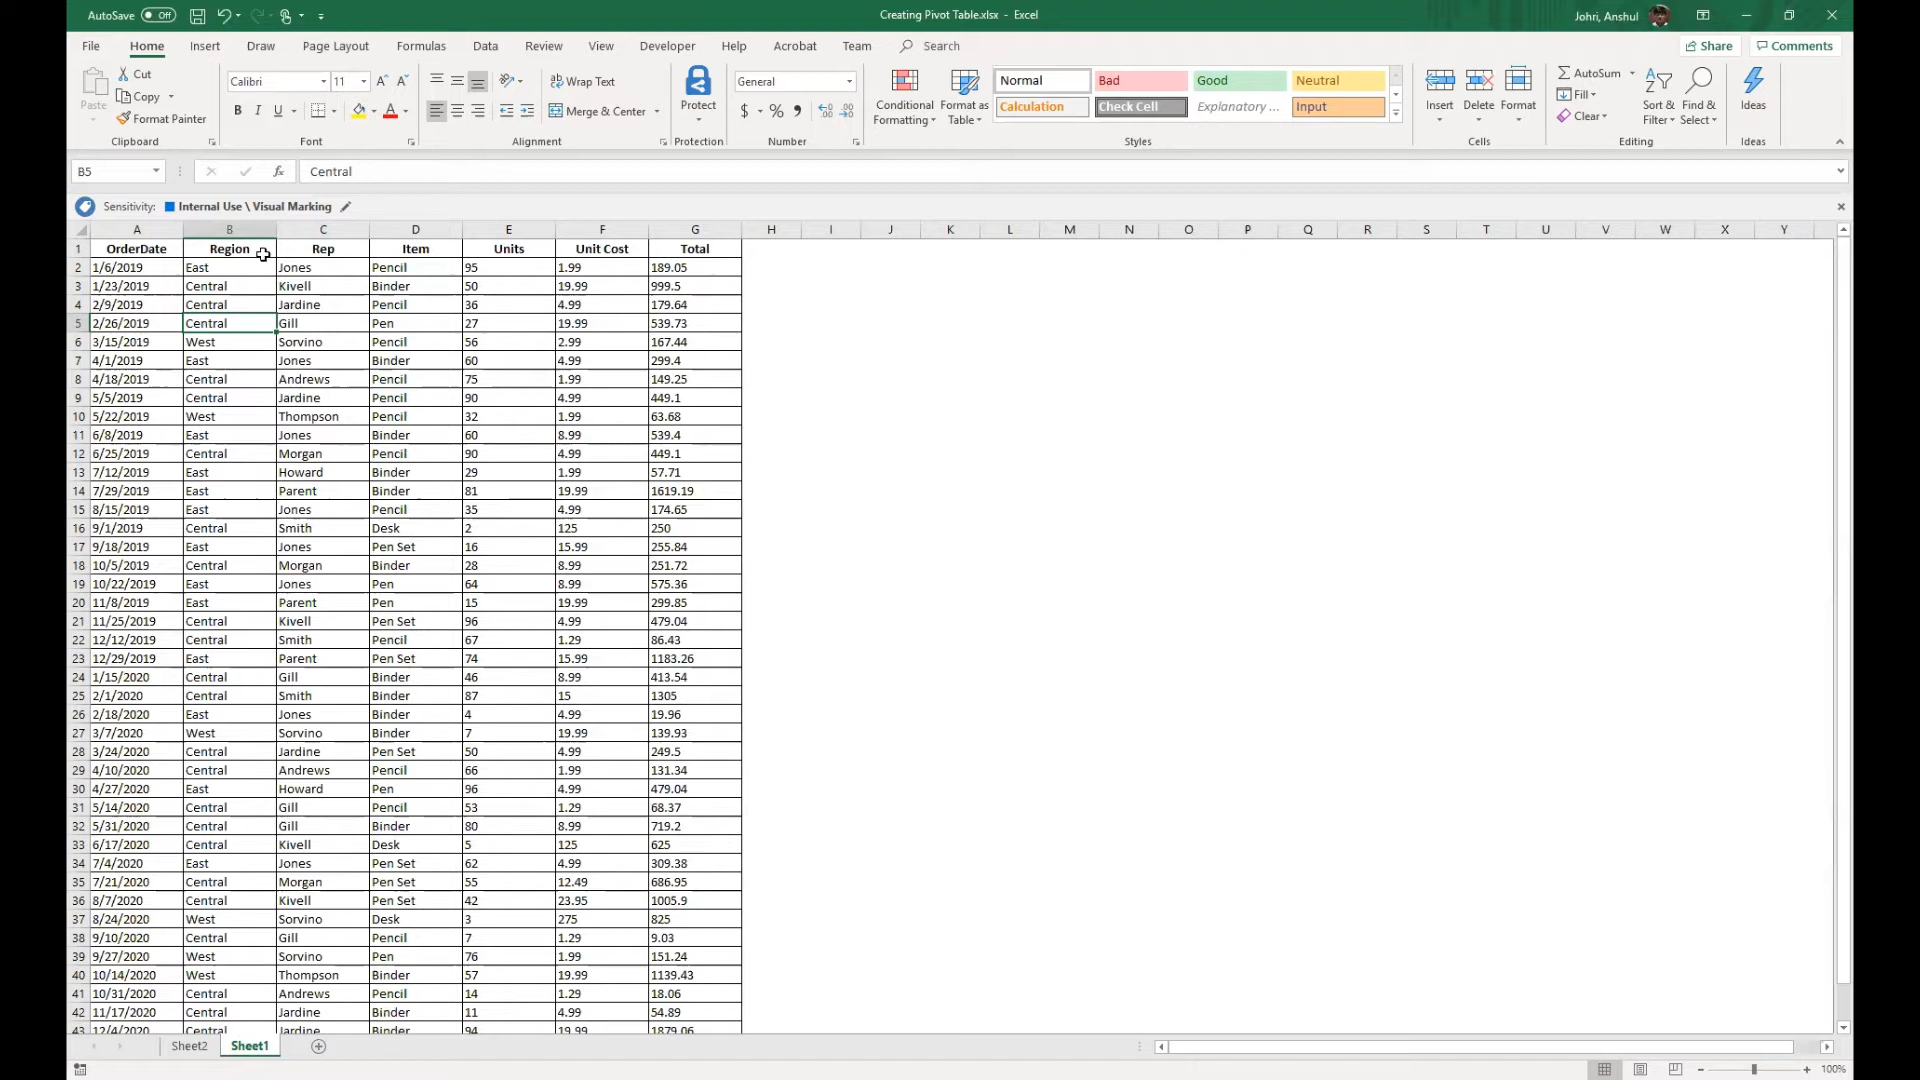 AutoSave Off Creating Pivot Table.xlsx - Excel Johri, Anshul
File Home Insert Draw Page Layout Formulas Data Review View Developer Help Acrobat Team Search Share Comments
Paste Cut Copy Format Painter
Calibri 11 A A B I U A
Wrap Text Merge & Center
Protect
General $ % ,
Conditional Formatting Format as Table
Normal Bad Good Neutral
Calculation Check Cell Explanatory ... Input
Insert Delete Format
AutoSum Fill Clear Sort & Filter Find & Select
Ideas
Clipboard Font Alignment Protection Number Styles Cells Editing Ideas
B5 fx Central
Sensitivity: Internal Use \ Visual Marking
A B C D E F G H I J K L M N O P Q R S T U V W X Y
1 OrderDate Region Rep Item Units Unit Cost Total
2 1/6/2019 East Jones Pencil 95 1.99 189.05
3 1/23/2019 Central Kivell Binder 50 19.99 999.5
4 2/9/2019 Central Jardine Pencil 36 4.99 179.64
5 2/26/2019 Central Gill Pen 27 19.99 539.73
6 3/15/2019 West Sorvino Pencil 56 2.99 167.44
7 4/1/2019 East Jones Binder 60 4.99 299.4
8 4/18/2019 Central Andrews Pencil 75 1.99 149.25
9 5/5/2019 Central Jardine Pencil 90 4.99 449.1
10 5/22/2019 West Thompson Pencil 32 1.99 63.68
11 6/8/2019 East Jones Binder 60 8.99 539.4
12 6/25/2019 Central Morgan Pencil 90 4.99 449.1
13 7/12/2019 East Howard Binder 29 1.99 57.71
14 7/29/2019 East Parent Binder 81 19.99 1619.19
15 8/15/2019 East Jones Pencil 35 4.99 174.65
16 9/1/2019 Central Smith Desk 2 125 250
17 9/18/2019 East Jones Pen Set 16 15.99 255.84
18 10/5/2019 Central Morgan Binder 28 8.99 251.72
19 10/22/2019 East Jones Pen 64 8.99 575.36
20 11/8/2019 East Parent Pen 15 19.99 299.85
21 11/25/2019 Central Kivell Pen Set 96 4.99 479.04
22 12/12/2019 Central Smith Pencil 67 1.29 86.43
23 12/29/2019 East Parent Pen Set 74 15.99 1183.26
24 1/15/2020 Central Gill Binder 46 8.99 413.54
25 2/1/2020 Central Smith Binder 87 15 1305
26 2/18/2020 East Jones Binder 4 4.99 19.96
27 3/7/2020 West Sorvino Binder 7 19.99 139.93
28 3/24/2020 Central Jardine Pen Set 50 4.99 249.5
29 4/10/2020 Central Andrews Pencil 66 1.99 131.34
30 4/27/2020 East Howard Pen 96 4.99 479.04
31 5/14/2020 Central Gill Pencil 53 1.29 68.37
32 5/31/2020 Central Gill Binder 80 8.99 719.2
33 6/17/2020 Central Kivell Desk 5 125 625
34 7/4/2020 East Jones Pen Set 62 4.99 309.38
35 7/21/2020 Central Morgan Pen Set 55 12.49 686.95
36 8/7/2020 Central Kivell Pen Set 42 23.95 1005.9
37 8/24/2020 West Sorvino Desk 3 275 825
38 9/10/2020 Central Gill Pencil 7 1.29 9.03
39 9/27/2020 West Sorvino Pen 76 1.99 151.24
40 10/14/2020 West Thompson Binder 57 19.99 1139.43
41 10/31/2020 Central Andrews Pencil 14 1.29 18.06
42 11/17/2020 Central Jardine Binder 11 4.99 54.89
43 12/4/2020 Central Jardine Binder 94 19.99 1879.06
Sheet2 Sheet1
100%